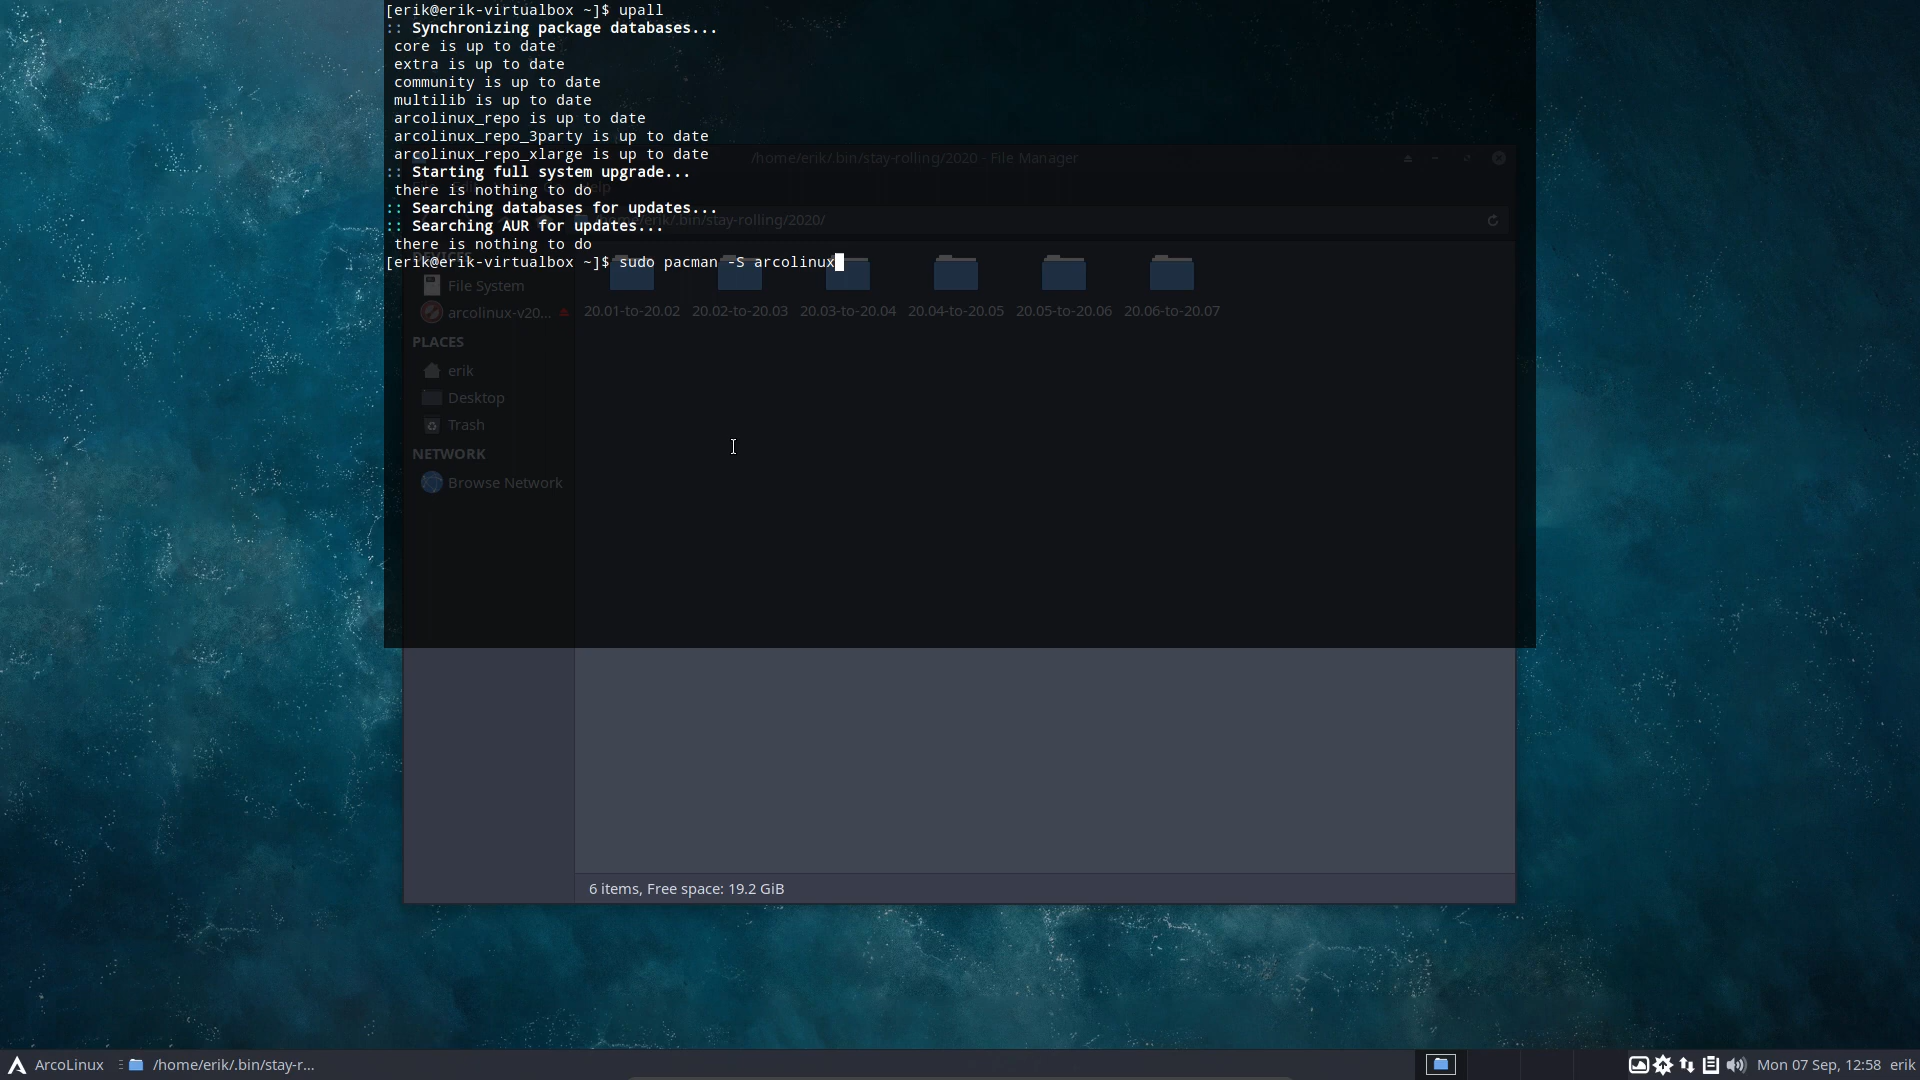 [erik@erik-virtualbox ~]$ upall
:: Synchronizing package databases...
core is up to date
extra is up to date
community is up to date
multilib is up to date
arcolinux_repo is up to date
arcolinux_repo_3party is up to date
arcolinux_repo_xlarge is up to date
:: Starting full system upgrade...
there is nothing to do
:: Searching databases for updates...
:: Searching AUR for updates...
there is nothing to do
[erik@erik-virtualbox ~]$ sudo pacman -S arcolinux
/home/erik/.bin/stay-rolling/2020 - File Manager
DEVICES
File System
arcolinux-v20...
PLACES
erik
Desktop
Trash
NETWORK
Browse Network
20.01-to-20.02
20.02-to-20.03
20.03-to-20.04
20.04-to-20.05
20.05-to-20.06
20.06-to-20.07
6 items, Free space: 19.2 GiB
ArcoLinux
/home/erik/.bin/stay-r...
Mon 07 Sep, 12:58
erik